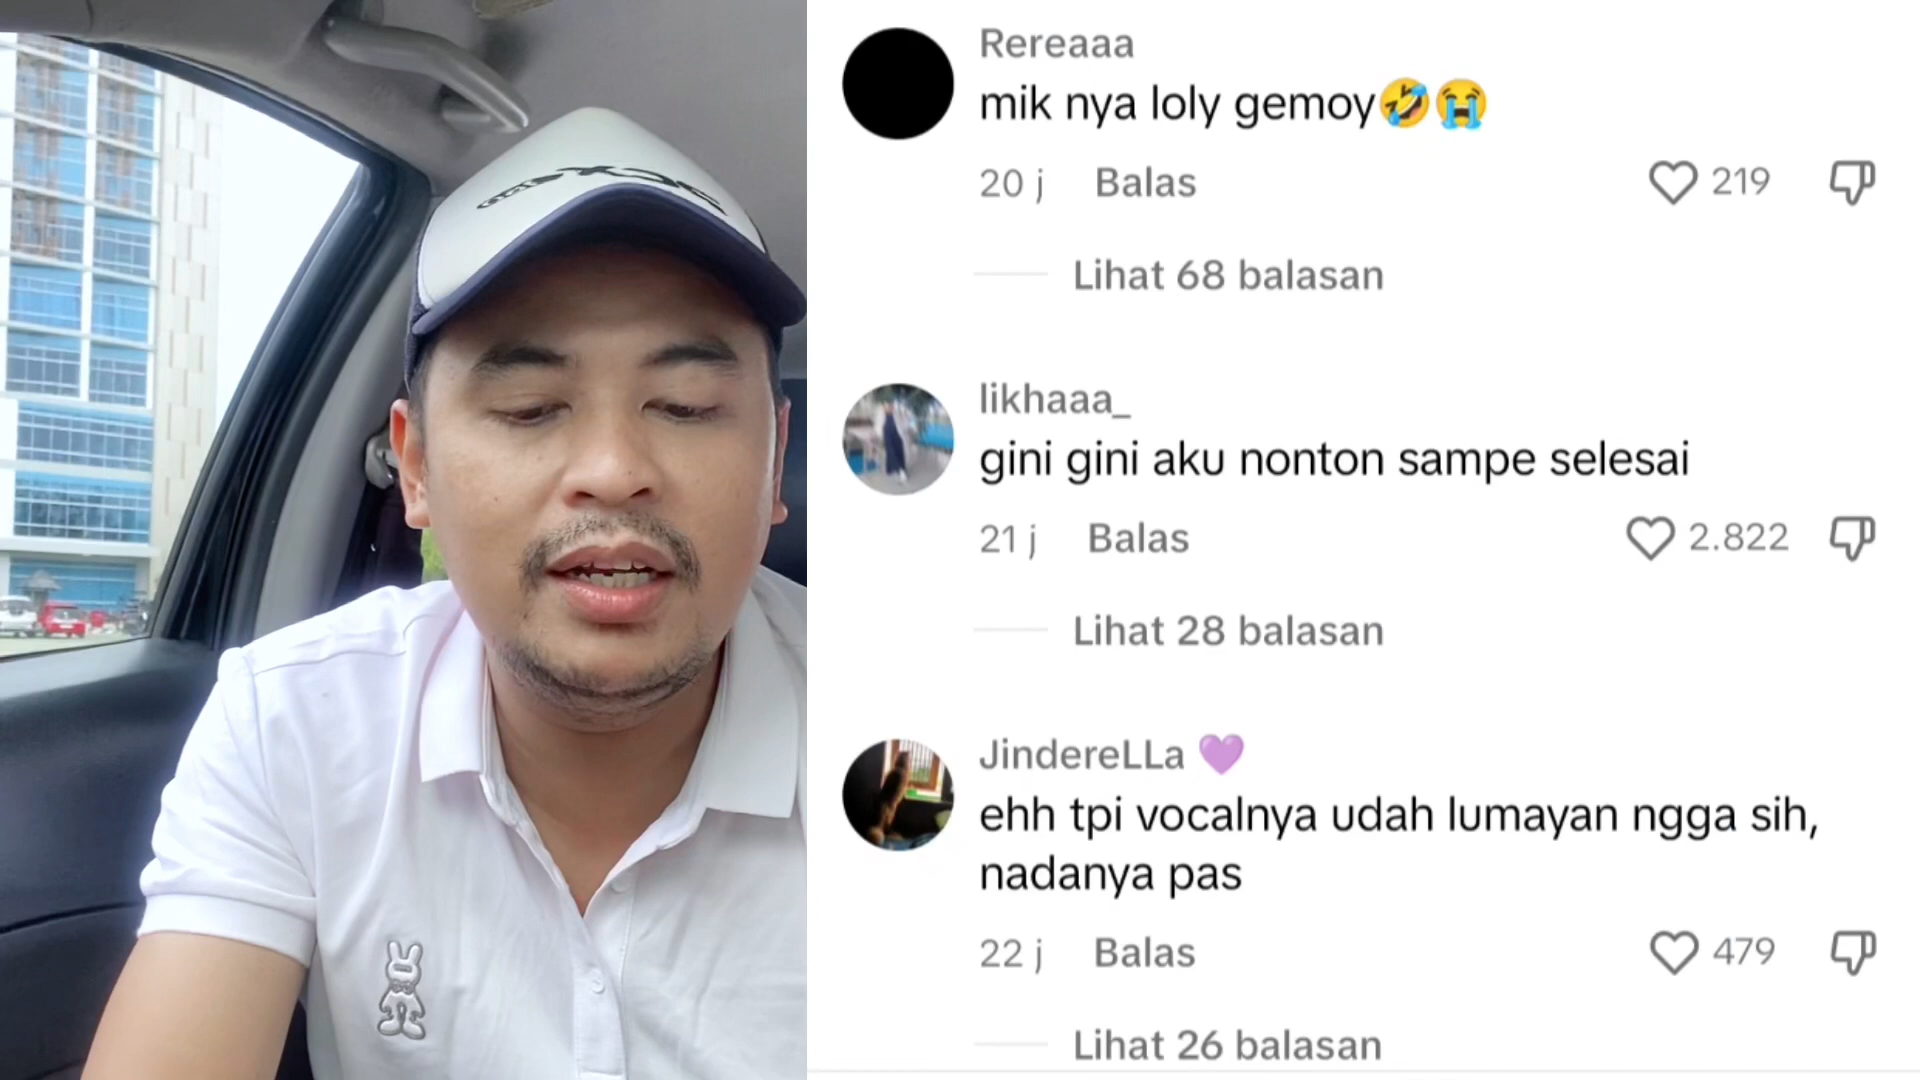 Rereaaa
mik nya loly gemoy🤣😭
20 j Balas 219
Lihat 68 balasan
likhaaa_
gini gini aku nonton sampe selesai
21 j Balas 2.822
Lihat 28 balasan
JindereLLa 💜
ehh tpi vocalnya udah lumayan ngga sih,
nadanya pas
22 j Balas 479
Lihat 26 balasan